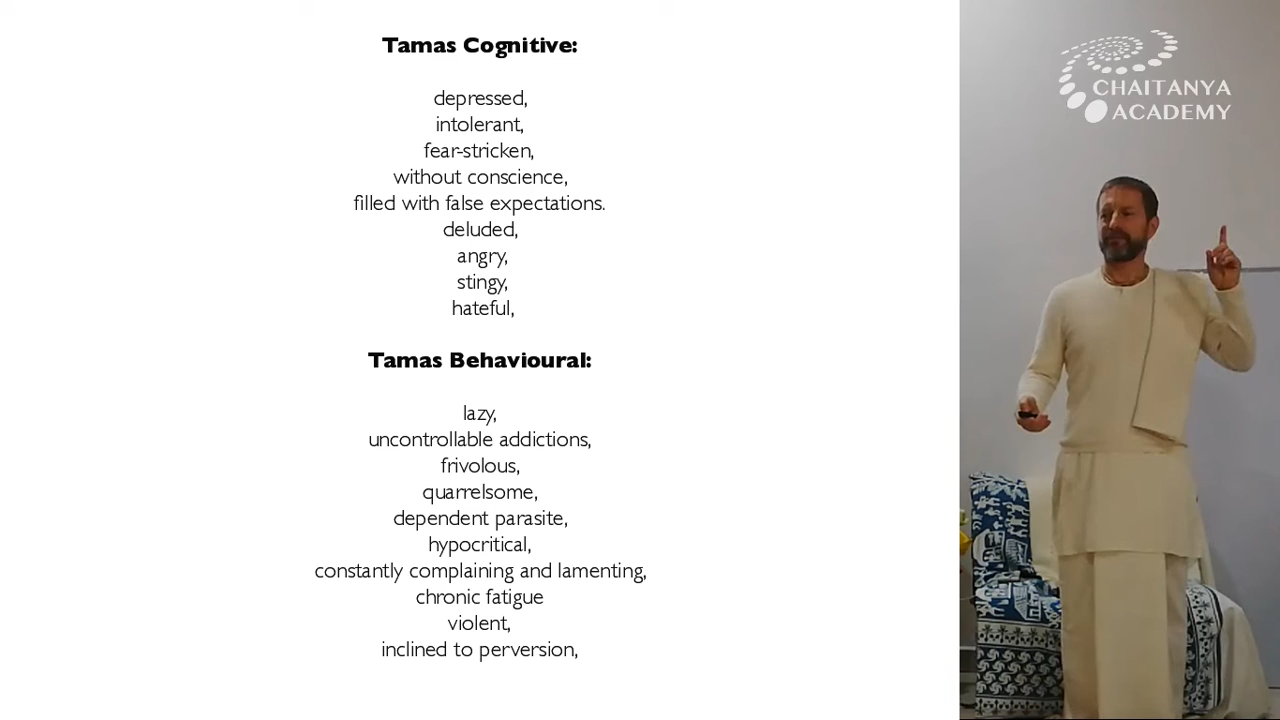 Tamas Cognitive:
depressed,
intolerant,
fear-stricken,
without conscience,
filled with false expectations.
deluded,
angry,
stingy,
hateful,
Tamas Behavioural:
lazy,
uncontrollable addictions,
frivolous,
quarrelsome,
dependent parasite,
hypocritical,
constantly complaining and lamenting,
chronic fatigue
violent,
inclined to perversion,
CHAITANYA
ACADEMY